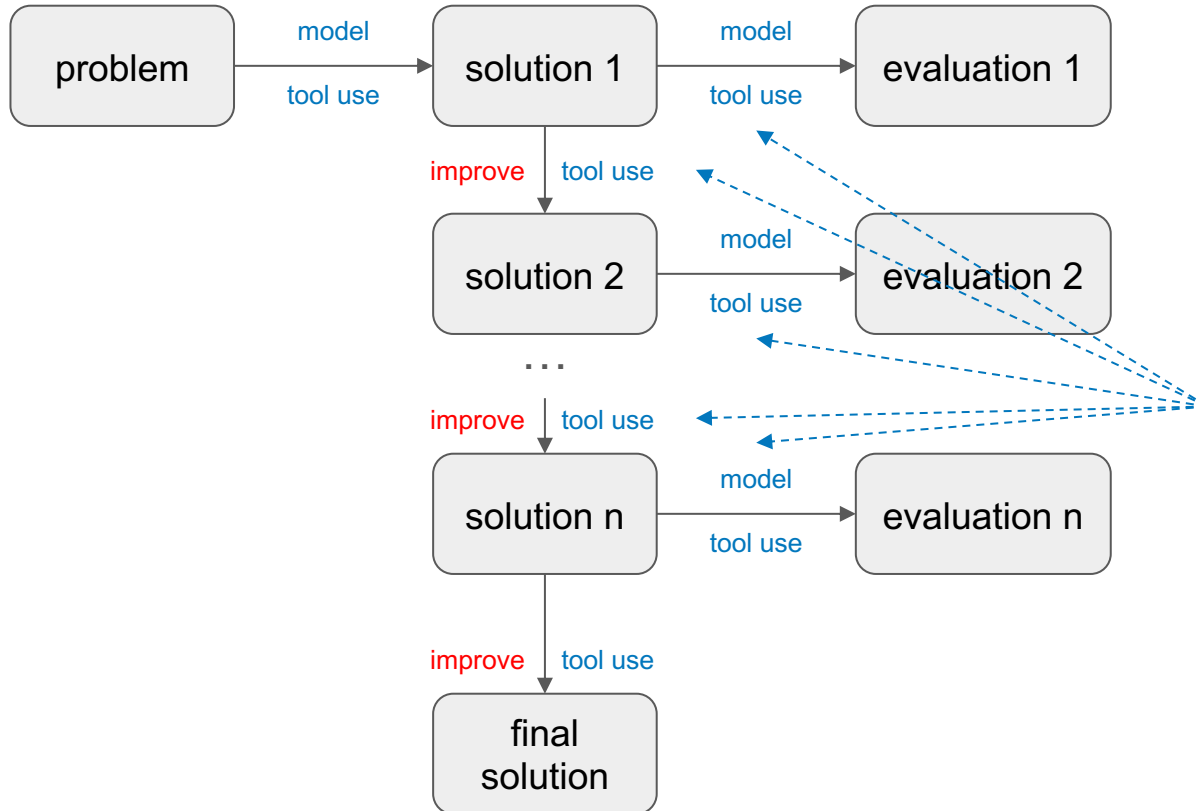 model
model
problem
solution 1
evaluation 1
tool use
tool use
improve
tool use
model
solution 2
evaluation 2
tool use
...
improve
tool use
model
solution n
evaluation n
tool use
improve
tool use
final
solution